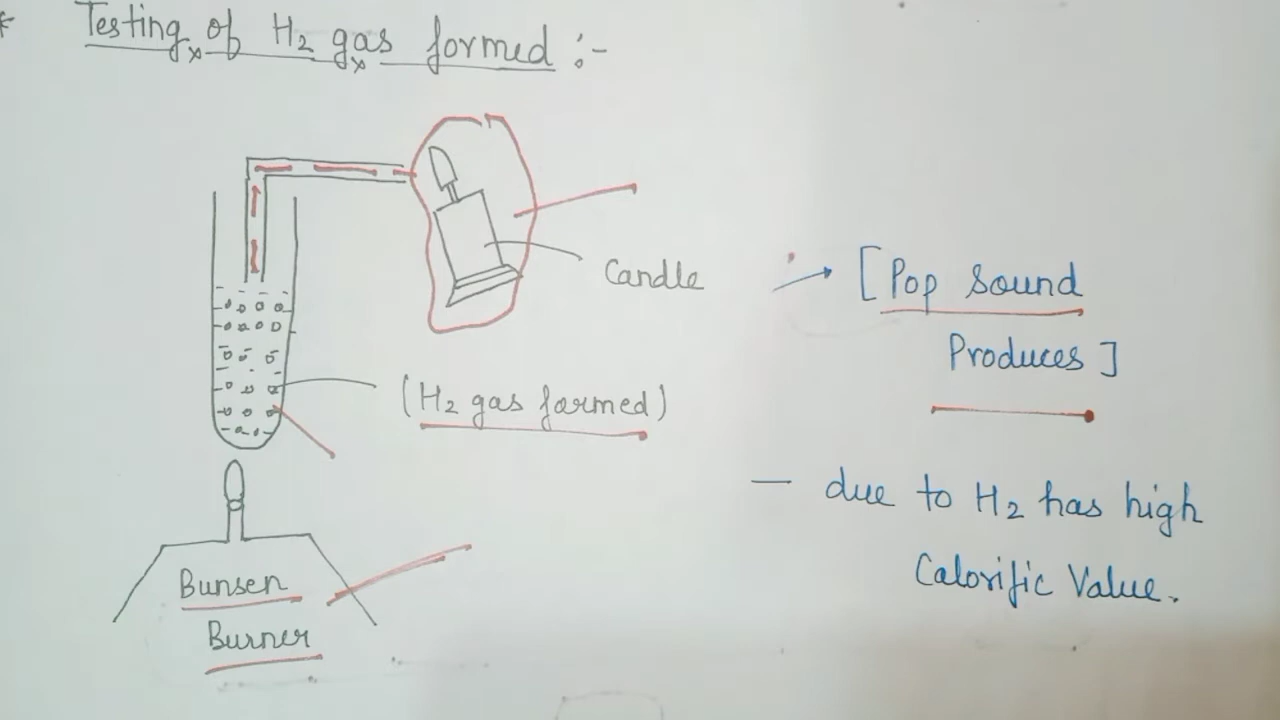 * Testing of H₂ gas formed :-
Candle
(H₂ gas formed)
Bunsen
Burner
→ [Pop Sound
Produces]
— due to H₂ has high
Calorific Value.